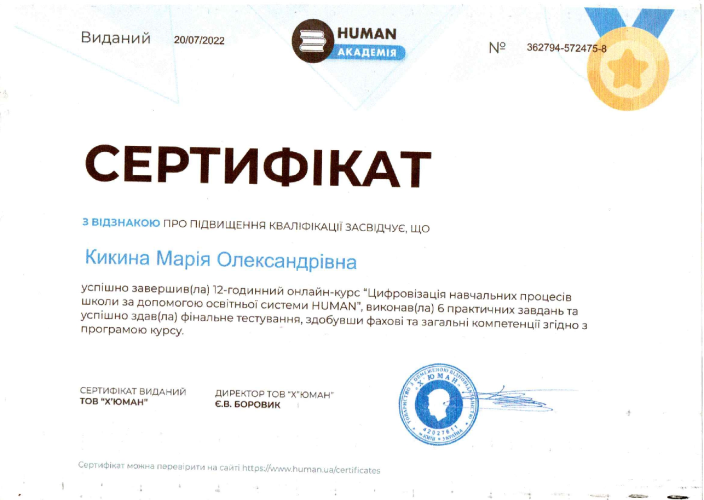 Виданий 20/07/2022
HUMAN
АКАДЕМІЯ
№ 362794-572475-8
СЕРТИФІКАТ
З ВІДЗНАКОЮ ПРО ПІДВИЩЕННЯ КВАЛІФІКАЦІЇ ЗАСВІДЧУЄ, ЩО
Кикина Марія Олександрівна
успішно завершив(ла) 12-годинний онлайн-курс "Цифровізація навчальних процесів
школи за допомогою освітньої системи HUMAN", виконав(ла) 6 практичних завдань та
успішно здав(ла) фінальне тестування, здобувши фахові та загальні компетенції згідно з
програмою курсу.
СЕРТИФІКАТ ВИДАНИЙ
ТОВ "Х'ЮМАН"
ДИРЕКТОР ТОВ "Х'ЮМАН"
Є.В. БОРОВИК
"Х'ЮМАН"
Сертифікат можна перевірити на сайті https://www.human.ua/certificates